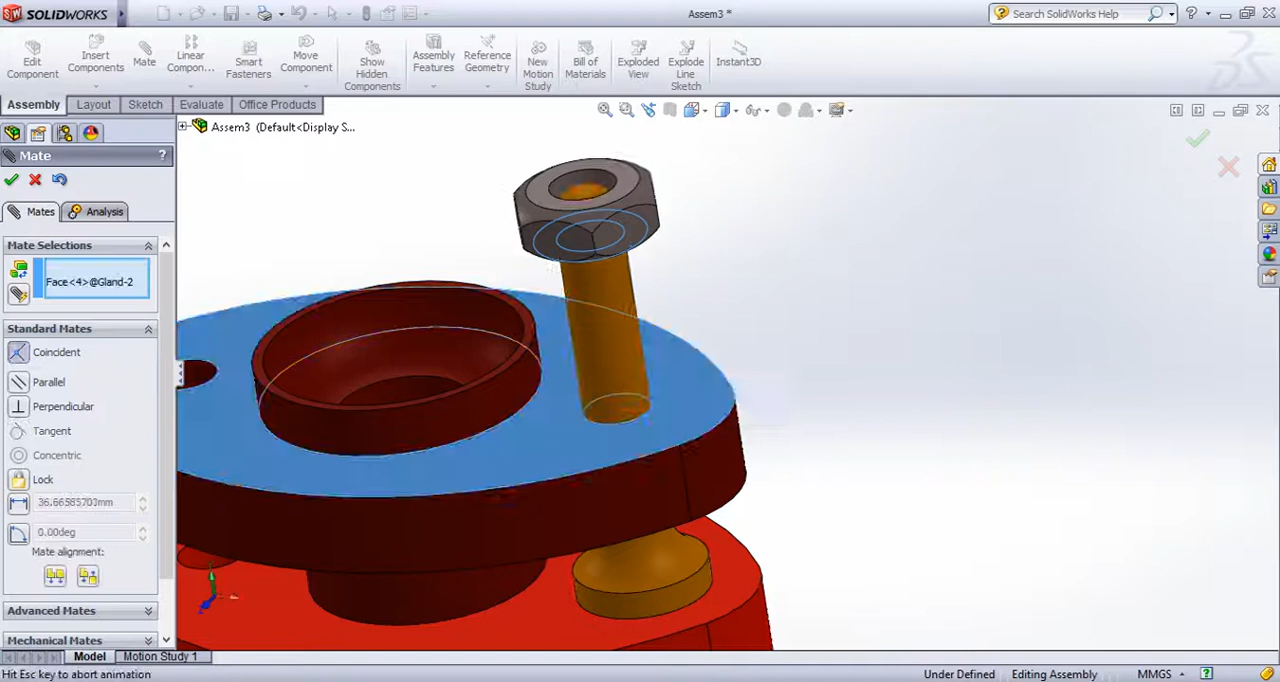 SOLIDWORKS
Assem3 *
Search SolidWorks Help
Edit Component
Insert Components
Mate
Linear Compon...
Smart Fasteners
Move Component
Show Hidden Components
Assembly Features
Reference Geometry
New Motion Study
Bill of Materials
Exploded View
Explode Line Sketch
Instant3D
Assembly
Layout
Sketch
Evaluate
Office Products
Assem3 (Default<Display S...
Mate
?
Mates
Analysis
Mate Selections
Face<4>@Gland-2
Standard Mates
Coincident
Parallel
Perpendicular
Tangent
Concentric
Lock
36.66585703mm
0.00deg
Mate alignment:
Advanced Mates
Mechanical Mates
Model
Motion Study 1
Hit Esc key to abort animation
Under Defined
Editing Assembly
MMGS